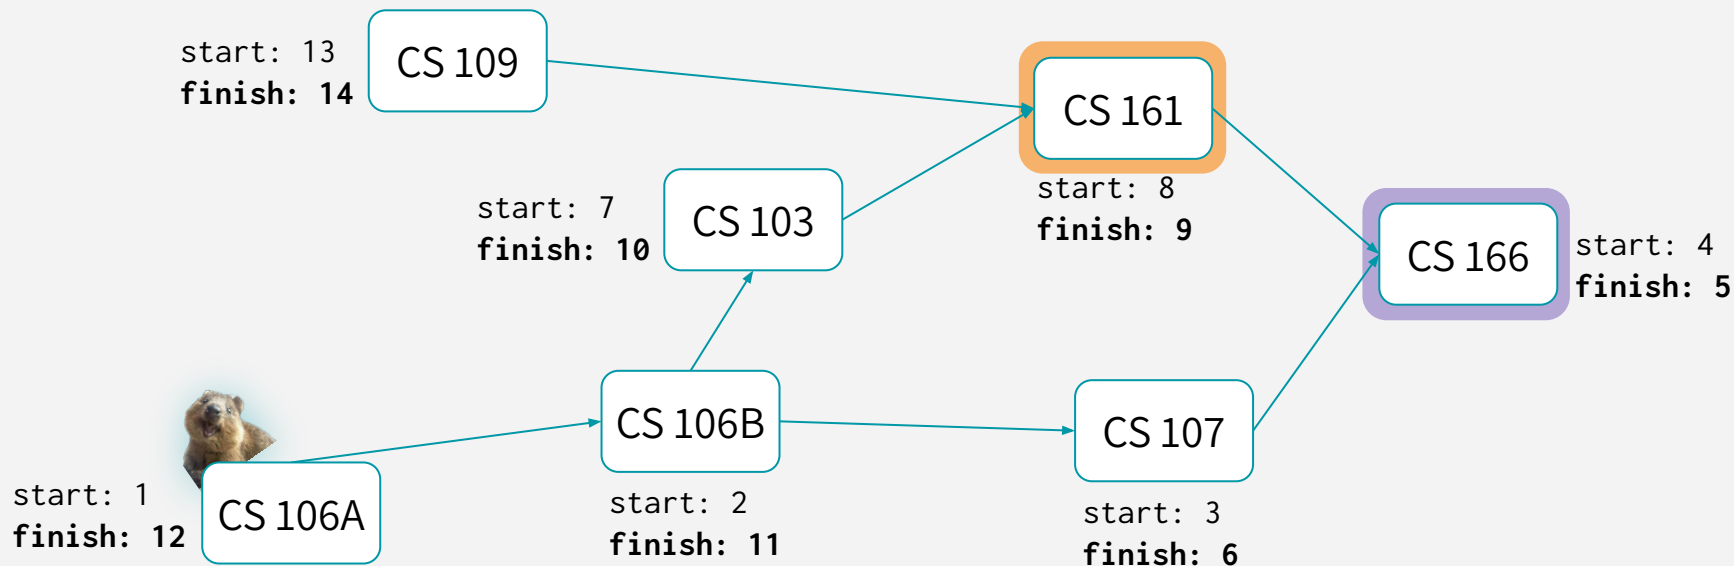 start: 13
finish: 14
CS 109
CS 161
start: 8
finish: 9
start: 7
finish: 10
CS 103
CS 166
start: 4
finish: 5
CS 106B
start: 2
finish: 11
CS 107
start: 3
finish: 6
start: 1
finish: 12
CS 106A